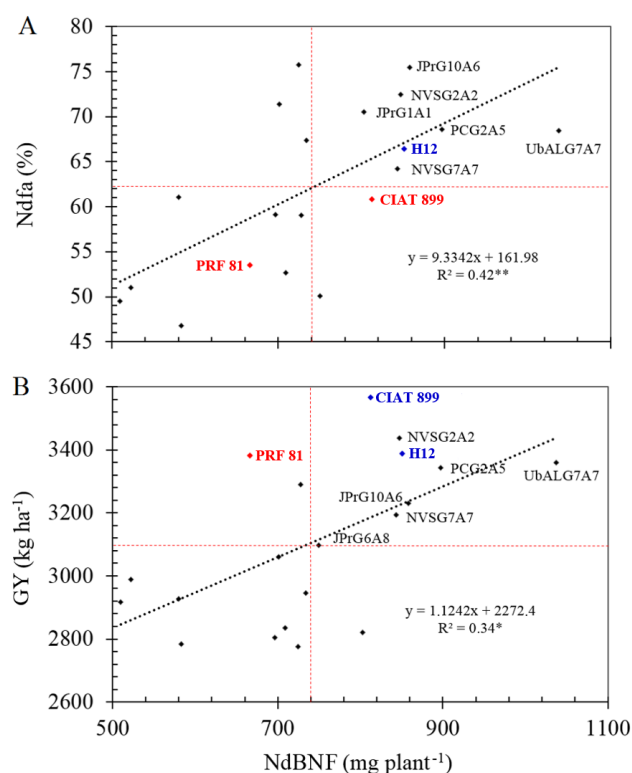 A
80
75
70
65
60
55
50
45
Ndfa (%)
JPrG10A6
NVSG2A2
JPrG1A1
PCG2A5
H12
UbALG7A7
NVSG7A7
CIAT 899
PRF 81
y = 9.3342x + 161.98
R² = 0.42**
B
3600
3400
3200
3000
2800
2600
GY (kg ha⁻¹)
CIAT 899
NVSG2A2
PRF 81
H12
PCG2A5
UbALG7A7
JPrG10A6
NVSG7A7
JPrG6A8
y = 1.1242x + 2272.4
R² = 0.34*
500 700 900 1100
NdBNF (mg plant⁻¹)